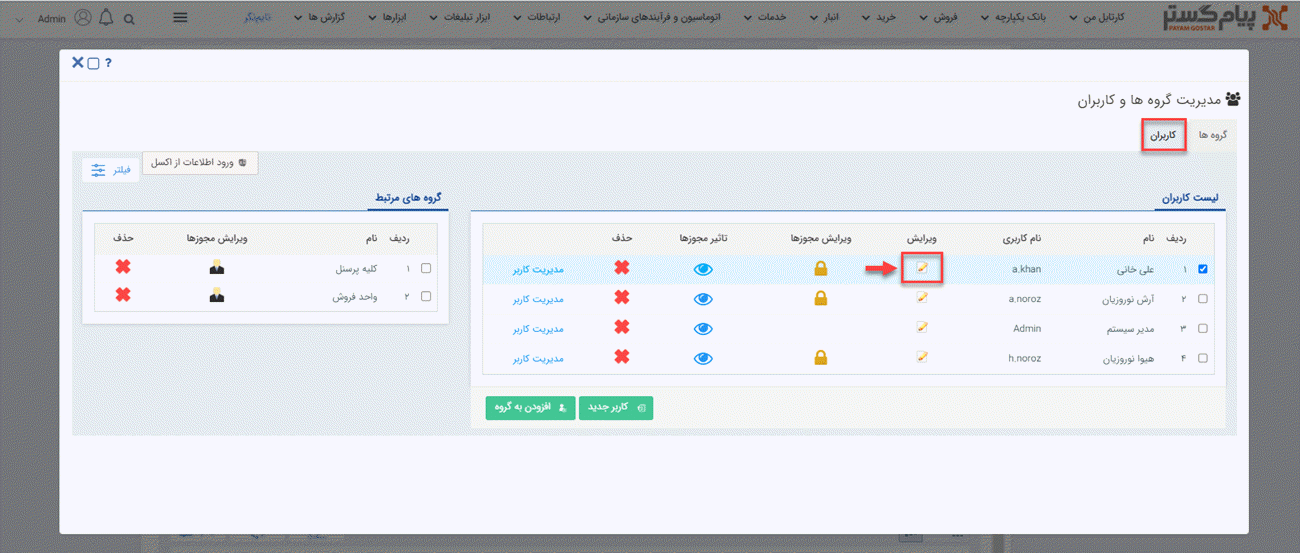 پیام گستر
PAYAM GOSTAR
کارتابل من
بانک یکپارچه
فروش
خرید
انبار
خدمات
اتوماسیون و فرآیندهای سازمانی
ارتباطات
ابزار تبلیغات
ابزارها
گزارش ها
تایم‌نگر
Admin
?
مدیریت گروه ها و کاربران
گروه ها
کاربران
ورود اطلاعات از اکسل
فیلتر
لیست کاربران
ردیف نام نام کاربری ویرایش ویرایش مجوزها تاثیر مجوزها حذف
۱ علی خانی a.khan مدیریت کاربر
۲ آرش نوروزیان a.noroz مدیریت کاربر
۳ مدیر سیستم Admin مدیریت کاربر
۴ هیوا نوروزیان h.noroz مدیریت کاربر
کاربر جدید
افزودن به گروه
گروه های مرتبط
ردیف نام ویرایش مجوزها حذف
۱ کلیه پرسنل
۲ واحد فروش